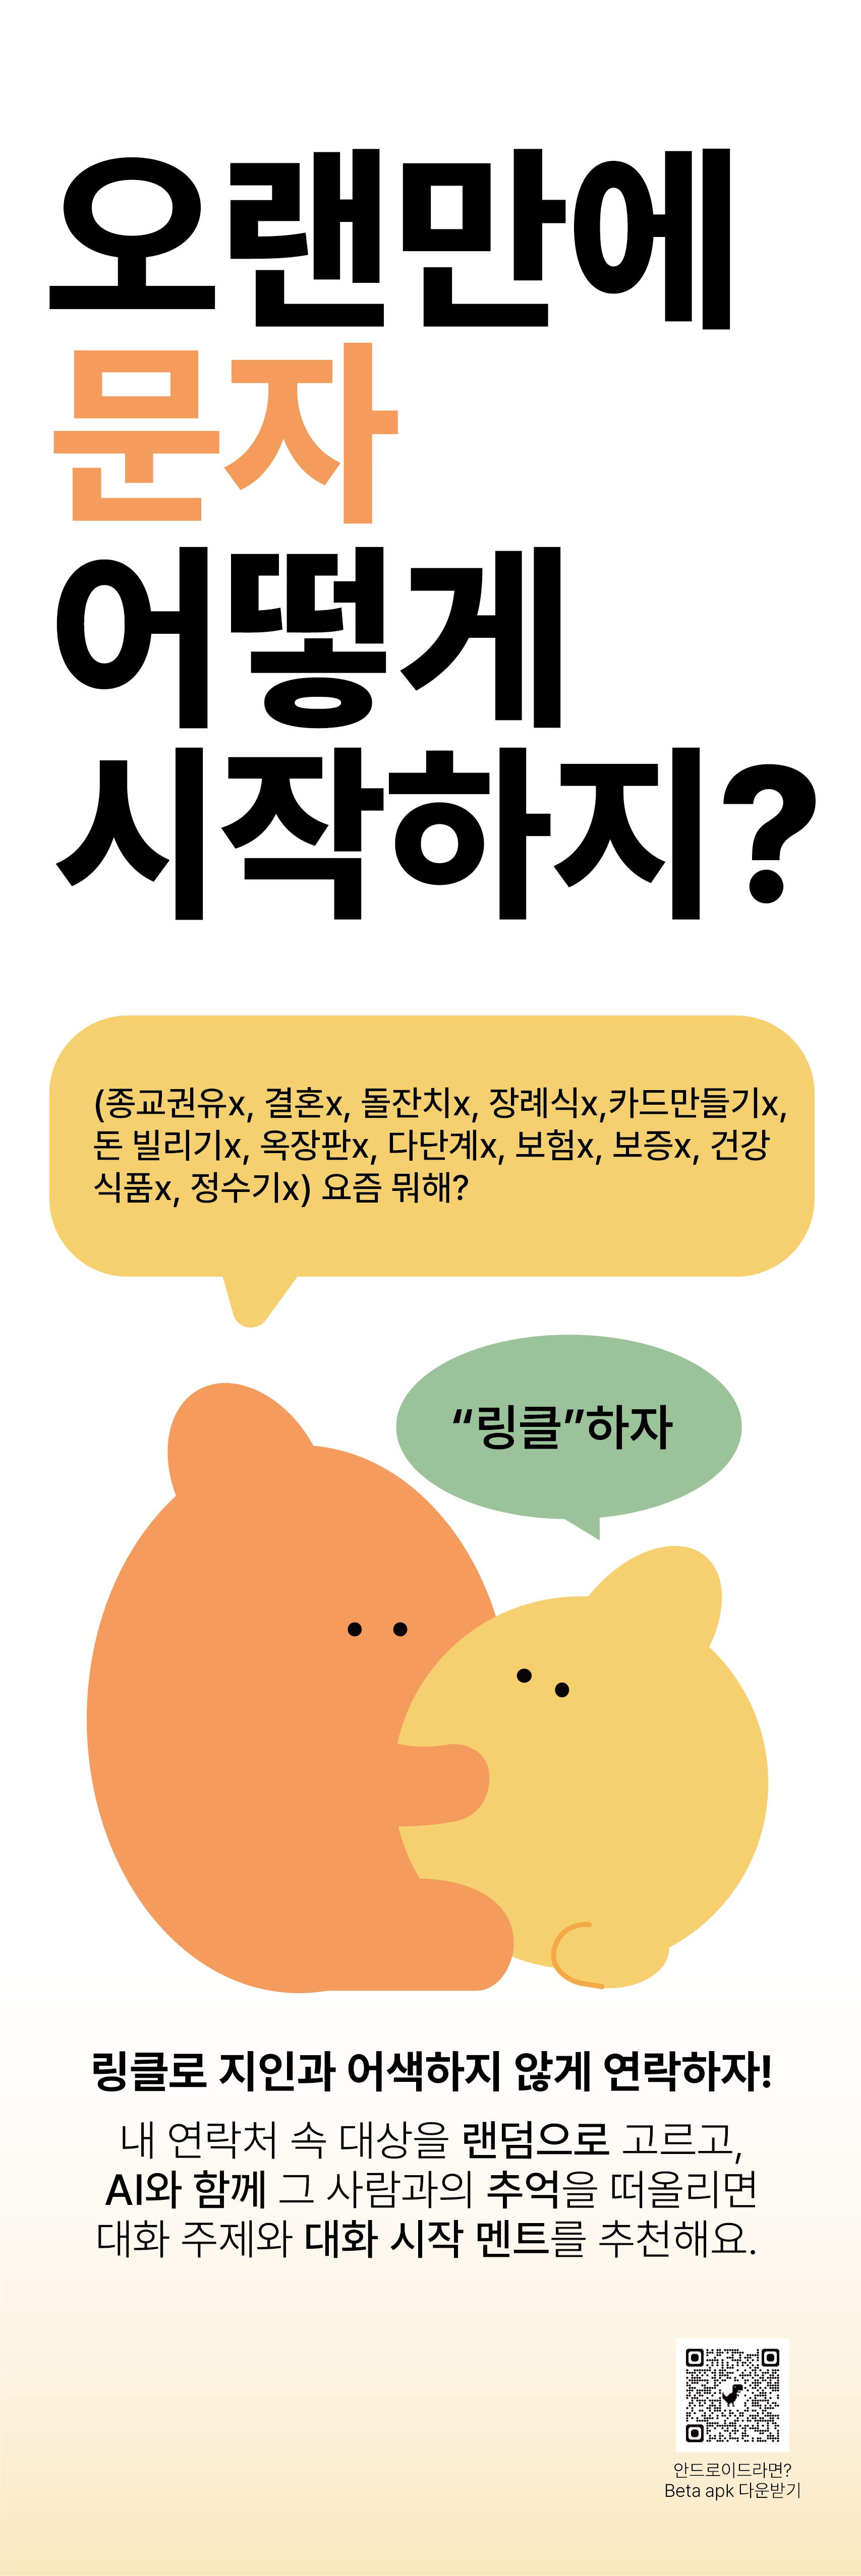 오랜만에
문자
어떻게
시작하지?
(종교권유x, 결혼x, 돌잔치x, 장례식x,카드만들기x,
돈 빌리기x, 옥장판x, 다단계x, 보험x, 보증x, 건강
식품x, 정수기x) 요즘 뭐해?
“링클”하자
링클로 지인과 어색하지 않게 연락하자!
내 연락처 속 대상을 랜덤으로 고르고,
AI와 함께 그 사람과의 추억을 떠올리면
대화 주제와 대화 시작 멘트를 추천해요.
안드로이드라면?
Beta apk 다운받기